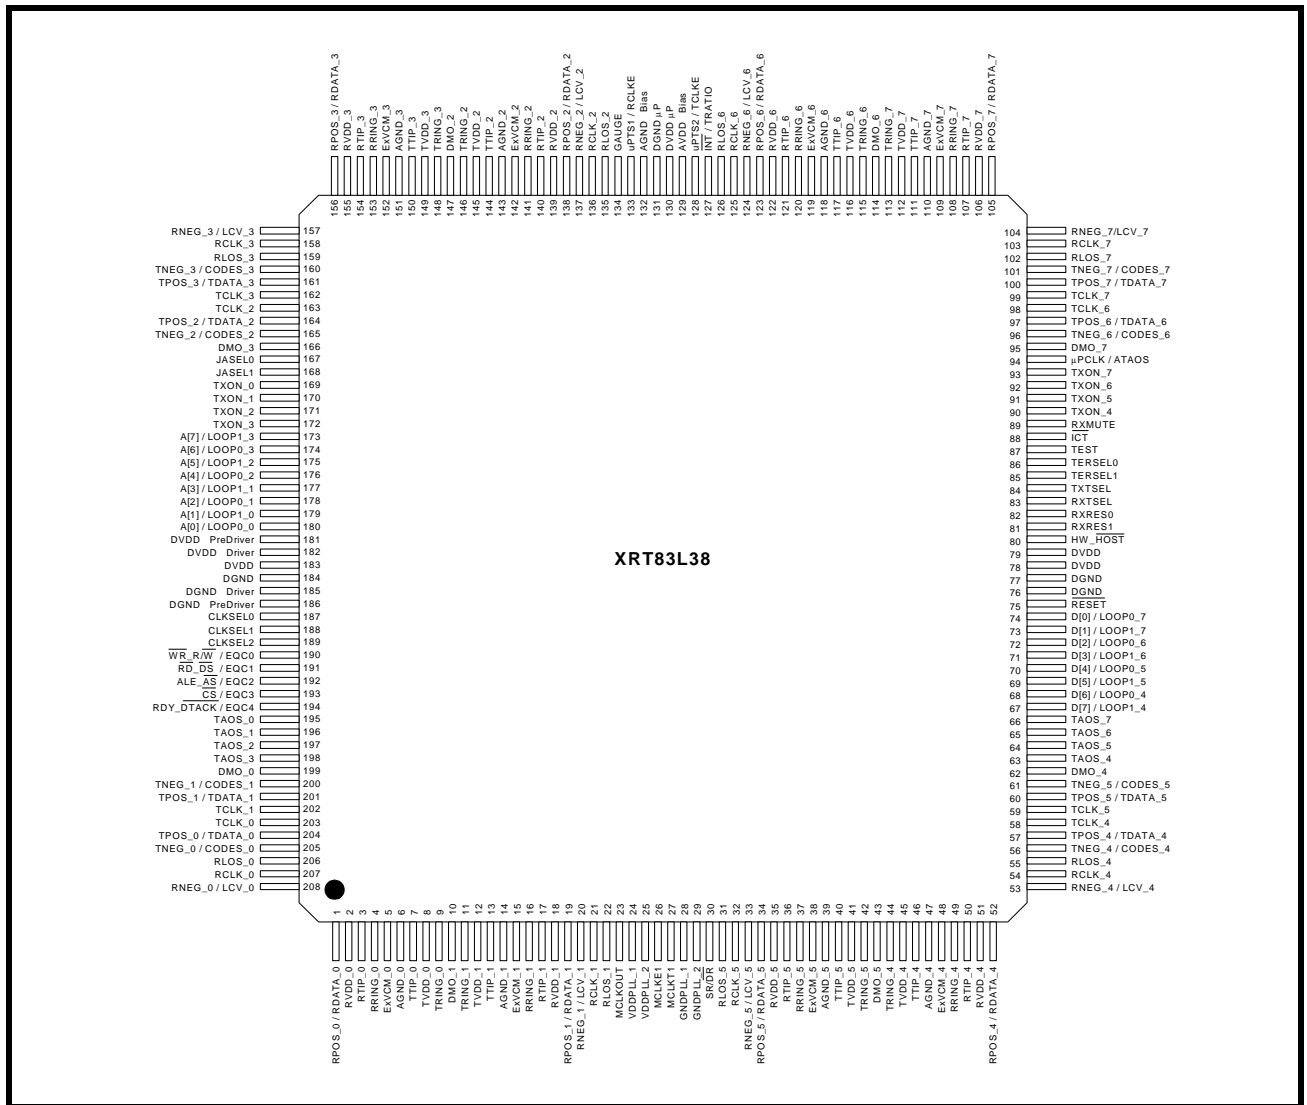 RPOS_3 / RDATA_3
RVDD_3
RTIP_3
RRING_3
ExVCM_3
AGND_3
TTIP_3
TVDD_3
TRING_3
DMO_2
TRING_2
TVDD_2
TTIP_2
AGND_2
ExVCM_2
RRING_2
RTIP_2
RVDD_2
RPOS_2 / RDATA_2
RNEG_2 / LCV_2
RCLK_2
RLOS_2
GAUGE
uPTS1 / RCLKE
AGND Bias
DGND µP
DVDD µP
AVDD Bias
uPTS2 / TCLKE
INT / TRATIO
RLOS_6
RCLK_6
RNEG_6 / LCV_6
RPOS_6 / RDATA_6
RVDD_6
RTIP_6
RRING_6
ExVCM_6
AGND_6
TTIP_6
TVDD_6
TRING_6
DMO_6
TRING_7
TVDD_7
TTIP_7
AGND_7
ExVCM_7
RRING_7
RTIP_7
RVDD_7
RPOS_7 / RDATA_7
156 155 154 153 152 151 150 149 148 147 146 145 144 143 142 141 140 139 138 137 136 135 134 133 132 131 130 129 128 127 126 125 124 123 122 121 120 119 118 117 116 115 114 113 112 111 110 109 108 107 106 105
RNEG_3 / LCV_3 157
RCLK_3 158
RLOS_3 159
TNEG_3 / CODES_3 160
TPOS_3 / TDATA_3 161
TCLK_3 162
TCLK_2 163
TPOS_2 / TDATA_2 164
TNEG_2 / CODES_2 165
DMO_3 166
JASEL0 167
JASEL1 168
TXON_0 169
TXON_1 170
TXON_2 171
TXON_3 172
A[7] / LOOP1_3 173
A[6] / LOOP0_3 174
A[5] / LOOP1_2 175
A[4] / LOOP0_2 176
A[3] / LOOP1_1 177
A[2] / LOOP0_1 178
A[1] / LOOP1_0 179
A[0] / LOOP0_0 180
DVDD PreDriver 181
DVDD Driver 182
DVDD 183
DGND 184
DGND Driver 185
DGND PreDriver 186
CLKSEL0 187
CLKSEL1 188
CLKSEL2 189
WR_R/W / EQC0 190
RD_DS / EQC1 191
ALE_AS / EQC2 192
CS / EQC3 193
RDY_DTACK / EQC4 194
TAOS_0 195
TAOS_1 196
TAOS_2 197
TAOS_3 198
DMO_0 199
TNEG_1 / CODES_1 200
TPOS_1 / TDATA_1 201
TCLK_1 202
TCLK_0 203
TPOS_0 / TDATA_0 204
TNEG_0 / CODES_0 205
RLOS_0 206
RCLK_0 207
RNEG_0 / LCV_0 208
XRT83L38
104 RNEG_7/LCV_7
103 RCLK_7
102 RLOS_7
101 TNEG_7 / CODES_7
100 TPOS_7 / TDATA_7
99 TCLK_7
98 TCLK_6
97 TPOS_6 / TDATA_6
96 TNEG_6 / CODES_6
95 DMO_7
94 µPCLK / ATAOS
93 TXON_7
92 TXON_6
91 TXON_5
90 TXON_4
89 RXMUTE
88 ICT
87 TEST
86 TERSEL0
85 TERSEL1
84 TXTSEL
83 RXTSEL
82 RXRES0
81 RXRES1
80 HW_HOST
79 DVDD
78 DVDD
77 DGND
76 DGND
75 RESET
74 D[0] / LOOP0_7
73 D[1] / LOOP1_7
72 D[2] / LOOP0_6
71 D[3] / LOOP1_6
70 D[4] / LOOP0_5
69 D[5] / LOOP1_5
68 D[6] / LOOP0_4
67 D[7] / LOOP1_4
66 TAOS_7
65 TAOS_6
64 TAOS_5
63 TAOS_4
62 DMO_4
61 TNEG_5 / CODES_5
60 TPOS_5 / TDATA_5
59 TCLK_5
58 TCLK_4
57 TPOS_4 / TDATA_4
56 TNEG_4 / CODES_4
55 RLOS_4
54 RCLK_4
53 RNEG_4 / LCV_4
1 2 3 4 5 6 7 8 9 10 11 12 13 14 15 16 17 18 19 20 21 22 23 24 25 26 27 28 29 30 31 32 33 34 35 36 37 38 39 40 41 42 43 44 45 46 47 48 49 50 51 52
RPOS_0 / RDATA_0
RVDD_0
RTIP_0
RRING_0
ExVCM_0
AGND_0
TTIP_0
TVDD_0
TRING_0
DMO_1
TRING_1
TVDD_1
TTIP_1
AGND_1
ExVCM_1
RRING_1
RTIP_1
RVDD_1
RPOS_1 / RDATA_1
RNEG_1 / LCV_1
RCLK_1
RLOS_1
MCLKOUT
VDDPLL_1
VDDPLL_2
MCLKE1
MCLKT1
GNDPLL_1
GNDPLL_2
SR/DR
RLOS_5
RCLK_5
RNEG_5 / LCV_5
RPOS_5 / RDATA_5
RVDD_5
RTIP_5
RRING_5
ExVCM_5
AGND_5
TTIP_5
TVDD_5
TRING_5
DMO_5
TRING_4
TVDD_4
TTIP_4
AGND_4
ExVCM_4
RRING_4
RTIP_4
RVDD_4
RPOS_4 / RDATA_4